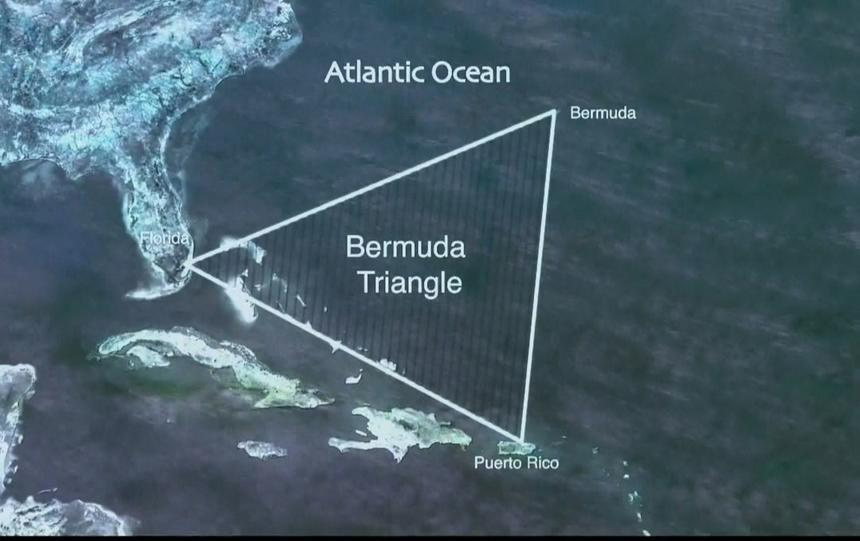 Atlantic Ocean
Bermuda
Florida
Bermuda
Triangle
Puerto Rico